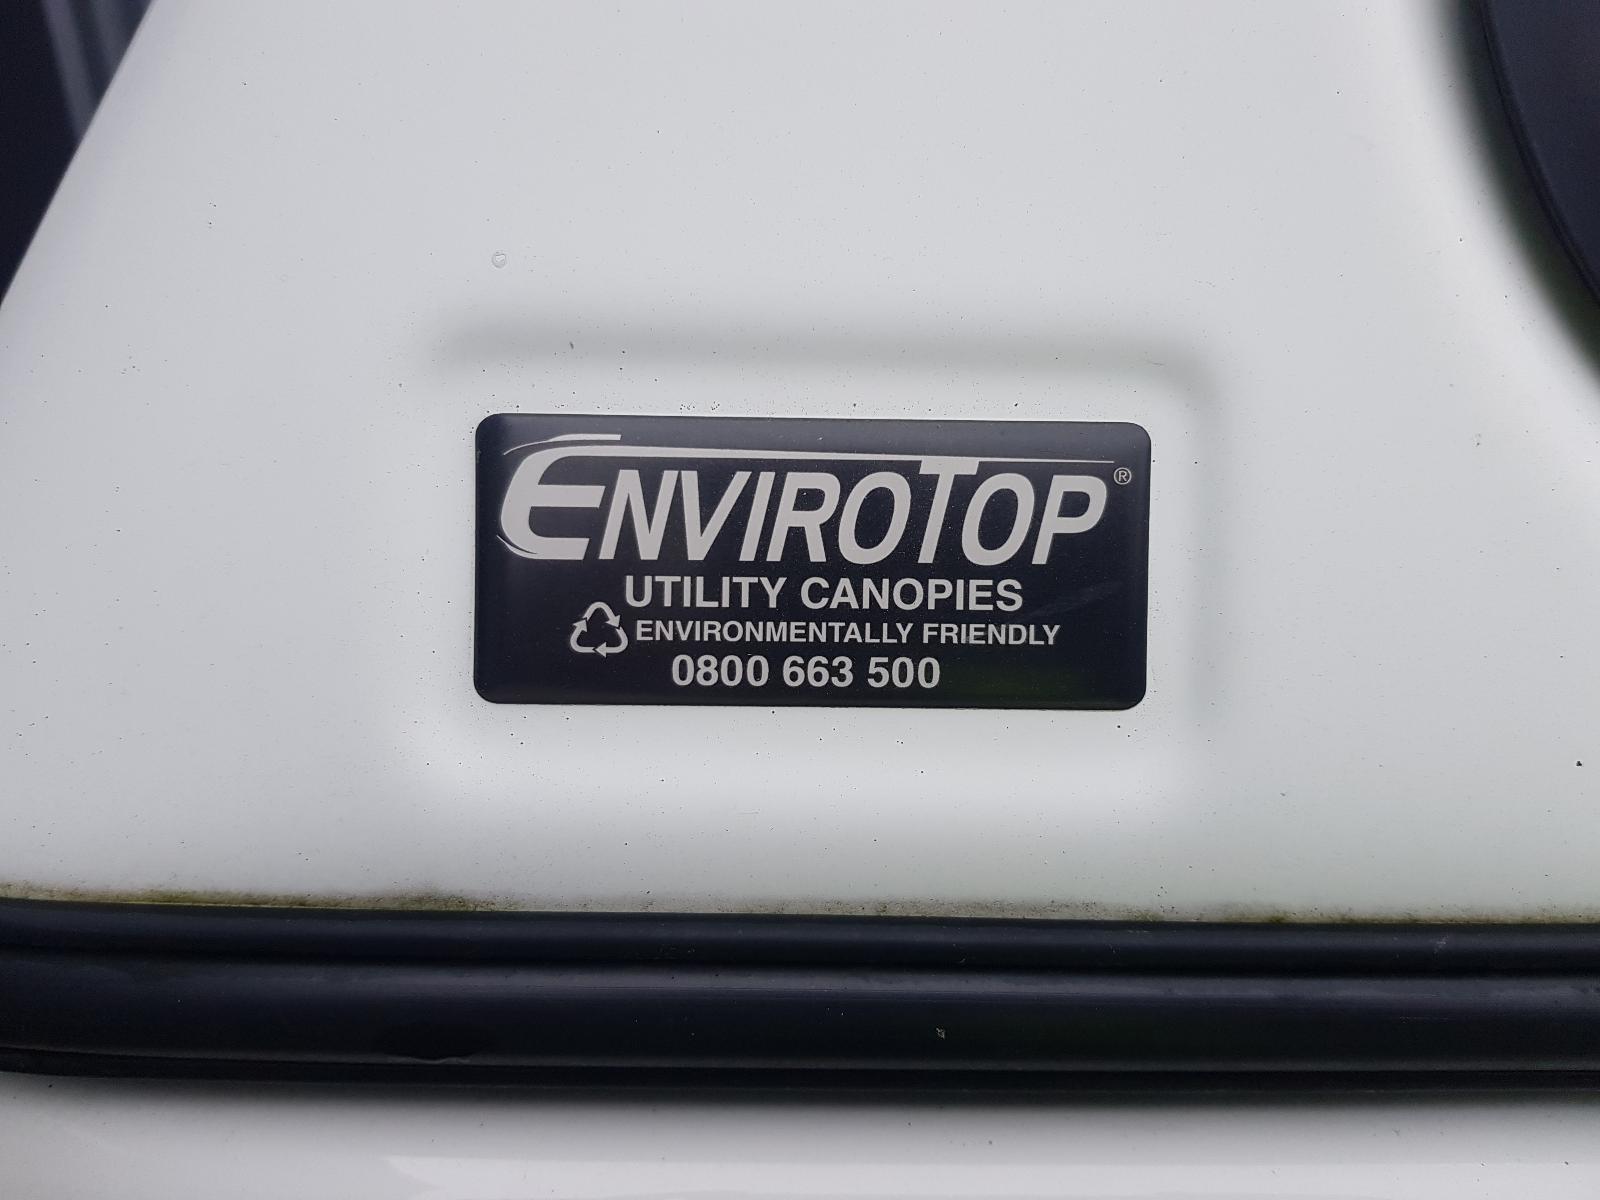 ENVIROTOP®
UTILITY CANOPIES
ENVIRONMENTALLY FRIENDLY
0800 663 500